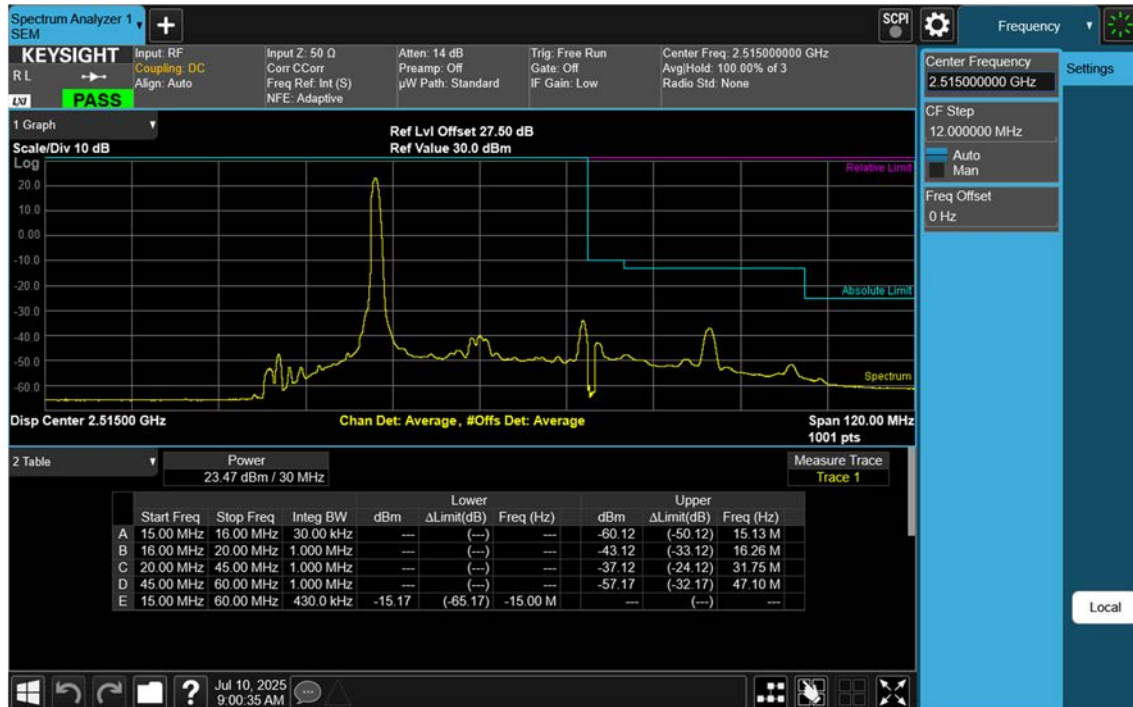 Spectrum Analyzer 1
SEM
SCPI
Frequency
KEYSIGHT
R L
LXI
PASS
Input: RF
Coupling: DC
Align: Auto
Input Z: 50 Ω
Corr CCorr
Freq Ref: Int (S)
NFE: Adaptive
Atten: 14 dB
Preamp: Off
µW Path: Standard
Trig: Free Run
Gate: Off
IF Gain: Low
Center Freq: 2.515000000 GHz
Avg|Hold: 100.00% of 3
Radio Std: None
Center Frequency
2.515000000 GHz
Settings
CF Step
12.000000 MHz
Auto
Man
Freq Offset
0 Hz
Local
1 Graph
Scale/Div 10 dB
Ref Lvl Offset 27.50 dB
Ref Value 30.0 dBm
Log
Relative Limit
20.0
10.0
0.00
-10.0
-20.0
Absolute Limit
-30.0
-40.0
-50.0
Spectrum
-60.0
Disp Center 2.51500 GHz
Chan Det: Average, #Offs Det: Average
Span 120.00 MHz
1001 pts
2 Table
Power
23.47 dBm / 30 MHz
Measure Trace
Trace 1
Lower Upper
Start Freq Stop Freq Integ BW dBm ΔLimit(dB) Freq (Hz) dBm ΔLimit(dB) Freq (Hz)
A 15.00 MHz 16.00 MHz 30.00 kHz --- (---) --- -60.12 (-50.12) 15.13 M
B 16.00 MHz 20.00 MHz 1.000 MHz --- (---) --- -43.12 (-33.12) 16.26 M
C 20.00 MHz 45.00 MHz 1.000 MHz --- (---) --- -37.12 (-24.12) 31.75 M
D 45.00 MHz 60.00 MHz 1.000 MHz --- (---) --- -57.17 (-32.17) 47.10 M
E 15.00 MHz 60.00 MHz 430.0 kHz -15.17 (-65.17) -15.00 M --- (---) ---
?
Jul 10, 2025
9:00:35 AM